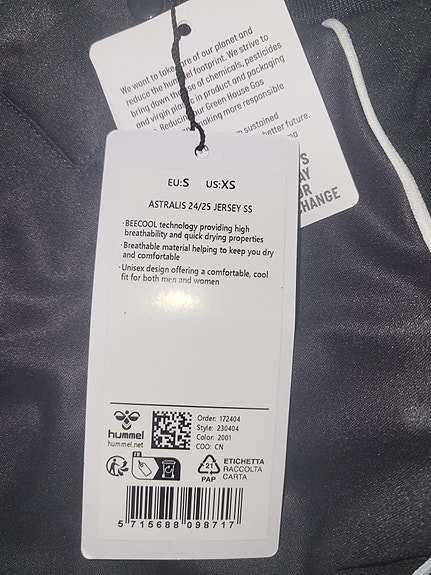 We want to take care of our planet and
reduce the hummel footprint. We strive to
bring down the use of chemicals, pesticides
and virgin plastic in product and packaging
Reducing our Green House Gas
making more responsible
sustained
better future.
CHANGE
EU:S US:XS
ASTRALIS 24/25 JERSEY SS
· BEECOOL technology providing high
breathability and quick drying properties
· Breathable material helping to keep you dry
and comfortable
· Unisex design offering a comfortable, cool
fit for both men and women
hummel
hummel.net
Order: 172404
Style: 230404
Color: 2001
COO: CN
FR
21
PAP
ETICHETTA
RACCOLTA
CARTA
5 715688 098717